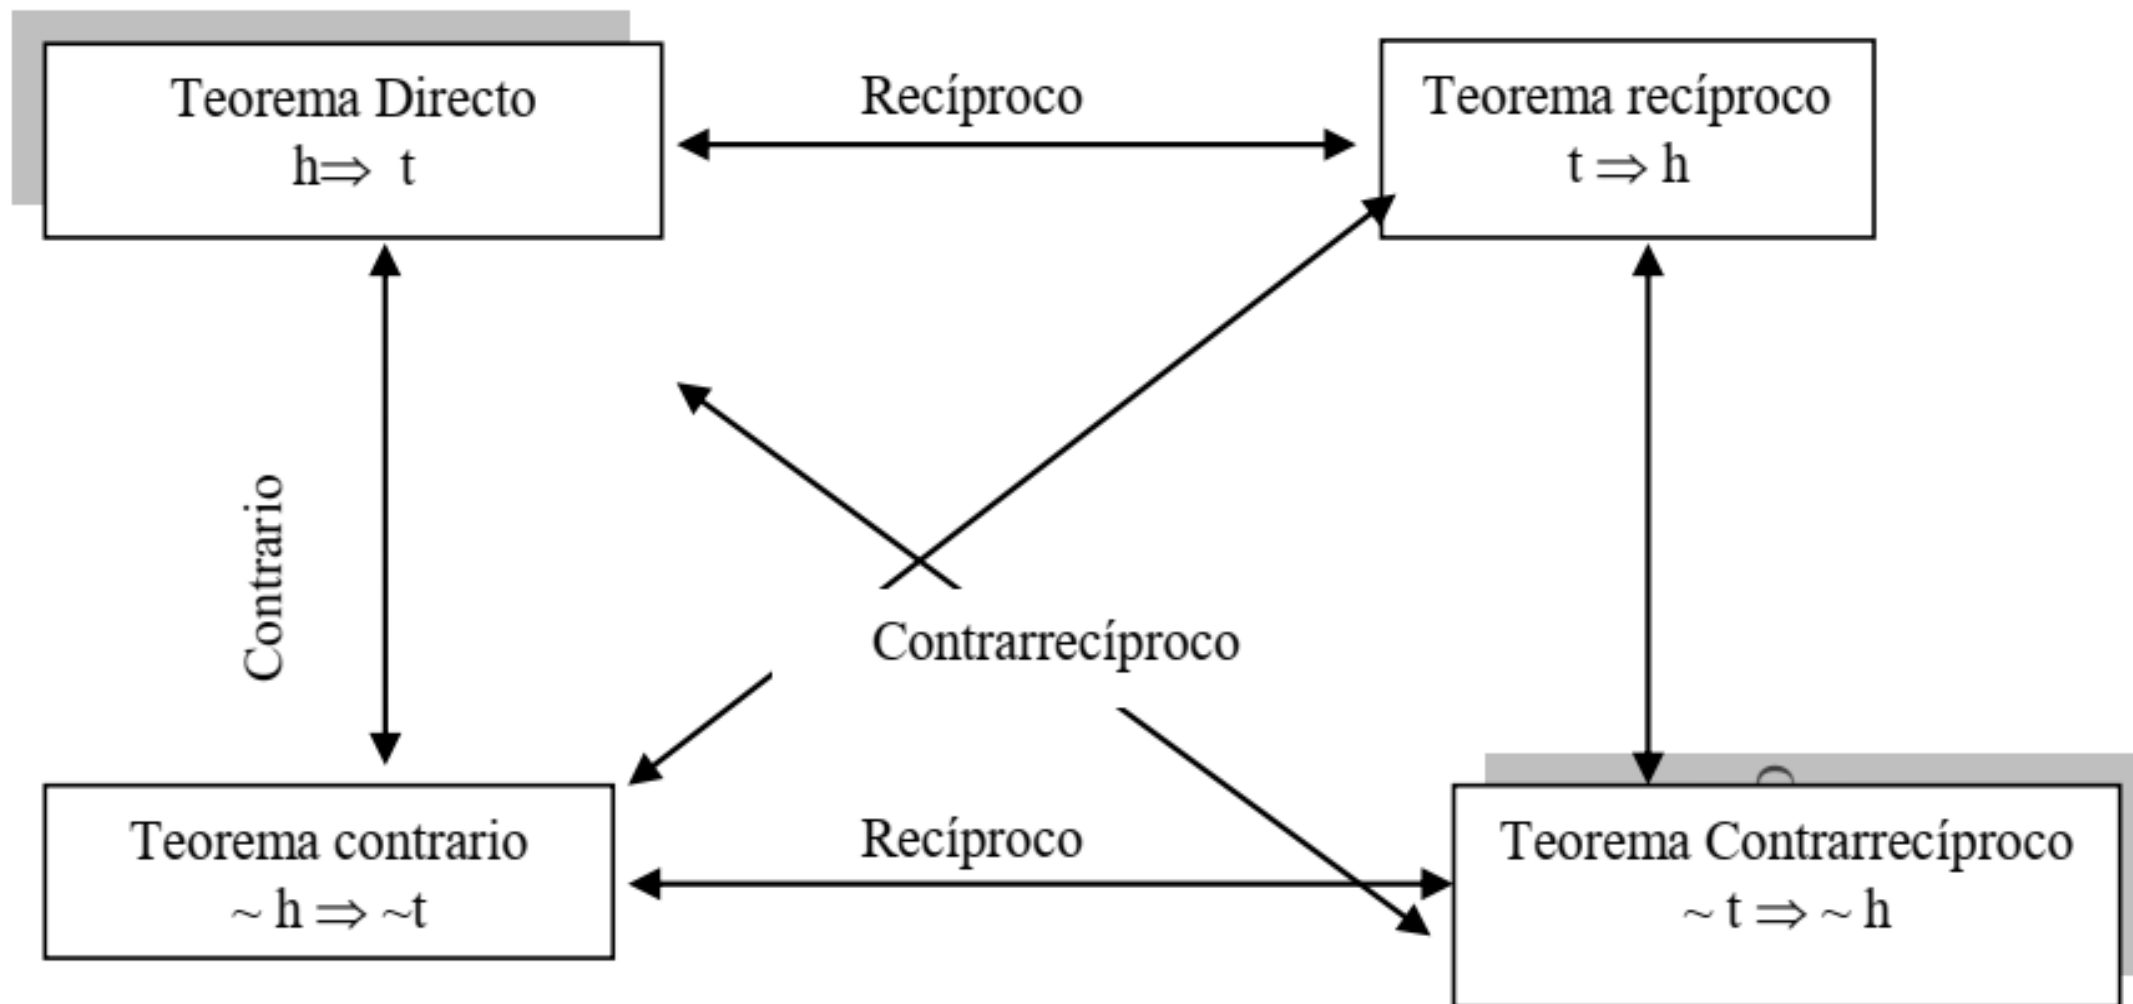 Teorema Directo
h⇒ t
Recíproco
Teorema recíproco
t ⇒ h
Contrario
Contrarrecíproco
Teorema contrario
~ h ⇒ ~t
Recíproco
Teorema Contrarrecíproco
~ t ⇒ ~ h